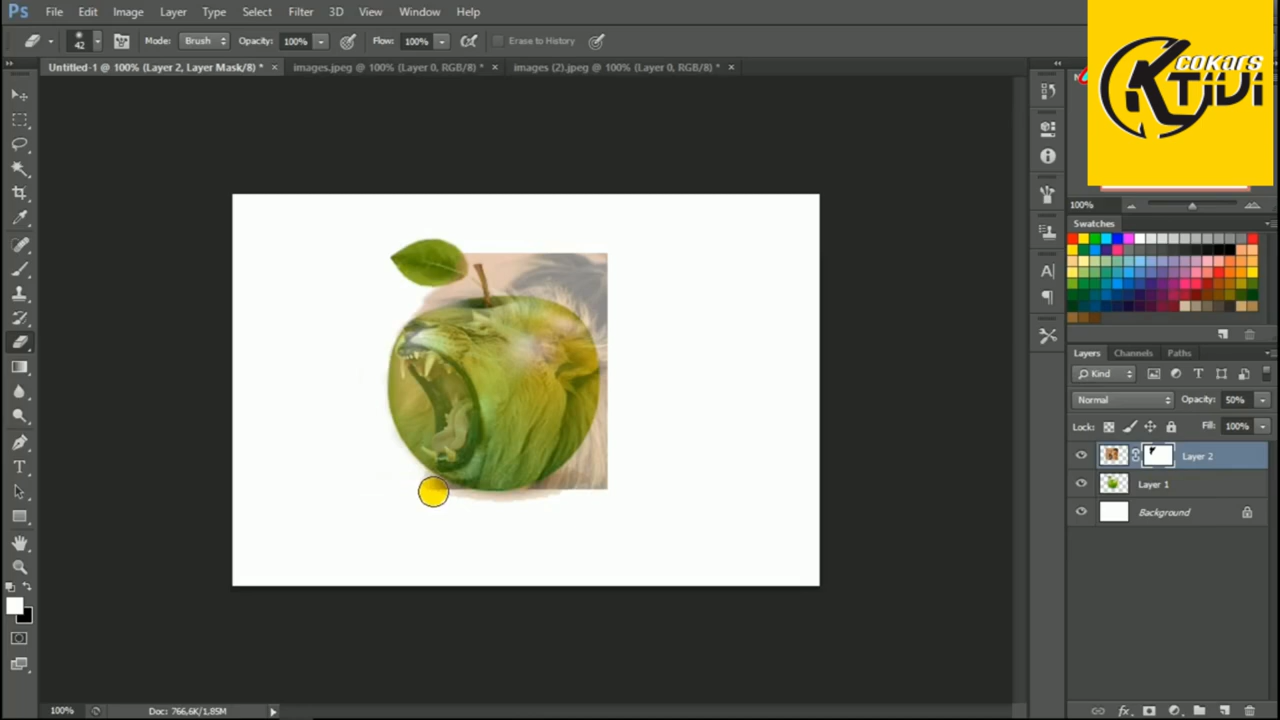 Ps File Edit Image Layer Type Select Filter 3D View Window Help
42 Mode: Brush Opacity: 100% Flow: 100% Erase to History
Untitled-1 @ 100% (Layer 2, Layer Mask/8) * × images.jpeg @ 100% (Layer 0, RGB/8) * × images (2).jpeg @ 100% (Layer 0, RGB/8) * ×
COKARS
KTIVI
100%
Swatches
Layers Channels Paths
Kind
Normal Opacity: 50%
Lock: Fill: 100%
Layer 2
Layer 1
Background
100% Doc: 766,6K/1,85M